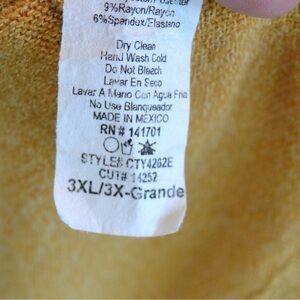 9%Rayon/Rayon
6%Spandex/Elastano
Dry Clean
Hand Wash Cold
Do Not Bleach
Lavar En Seco
Lavar A Mano Con Agua Fria
No Use Blanqueador
MADE IN MEXICO
RN # 141701
STYLE# CTY4262E
CUT# 14252
3XL/3X-Grande